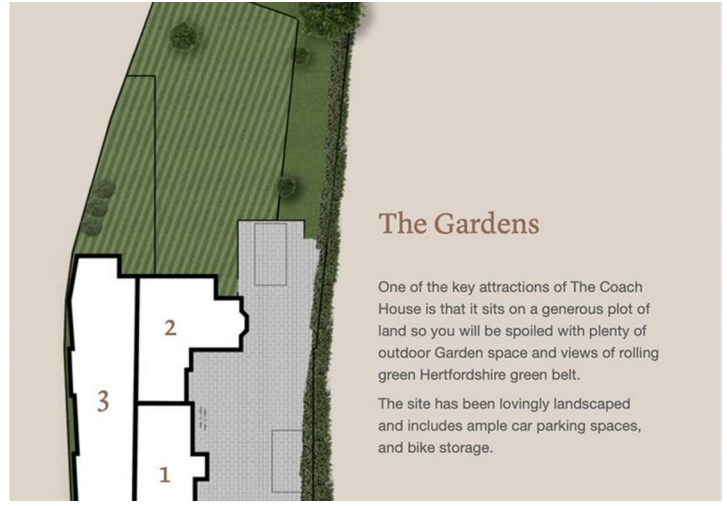 The Gardens
One of the key attractions of The Coach
House is that it sits on a generous plot of
land so you will be spoiled with plenty of
outdoor Garden space and views of rolling
green Hertfordshire green belt.
The site has been lovingly landscaped
and includes ample car parking spaces,
and bike storage.
2
3
1